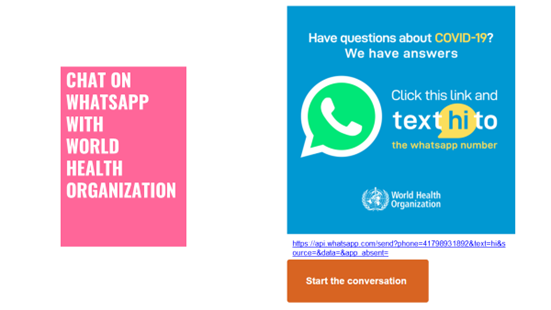 CHAT ON
WHATSAPP
WITH
WORLD
HEALTH
ORGANIZATION
Have questions about COVID-19?
We have answers
Click this link and
text hi to
the whatsapp number
World Health
Organization
https://api.whatsapp.com/send?phone=41798931892&text=hi&s
ource=&data=&app_absent=
Start the conversation